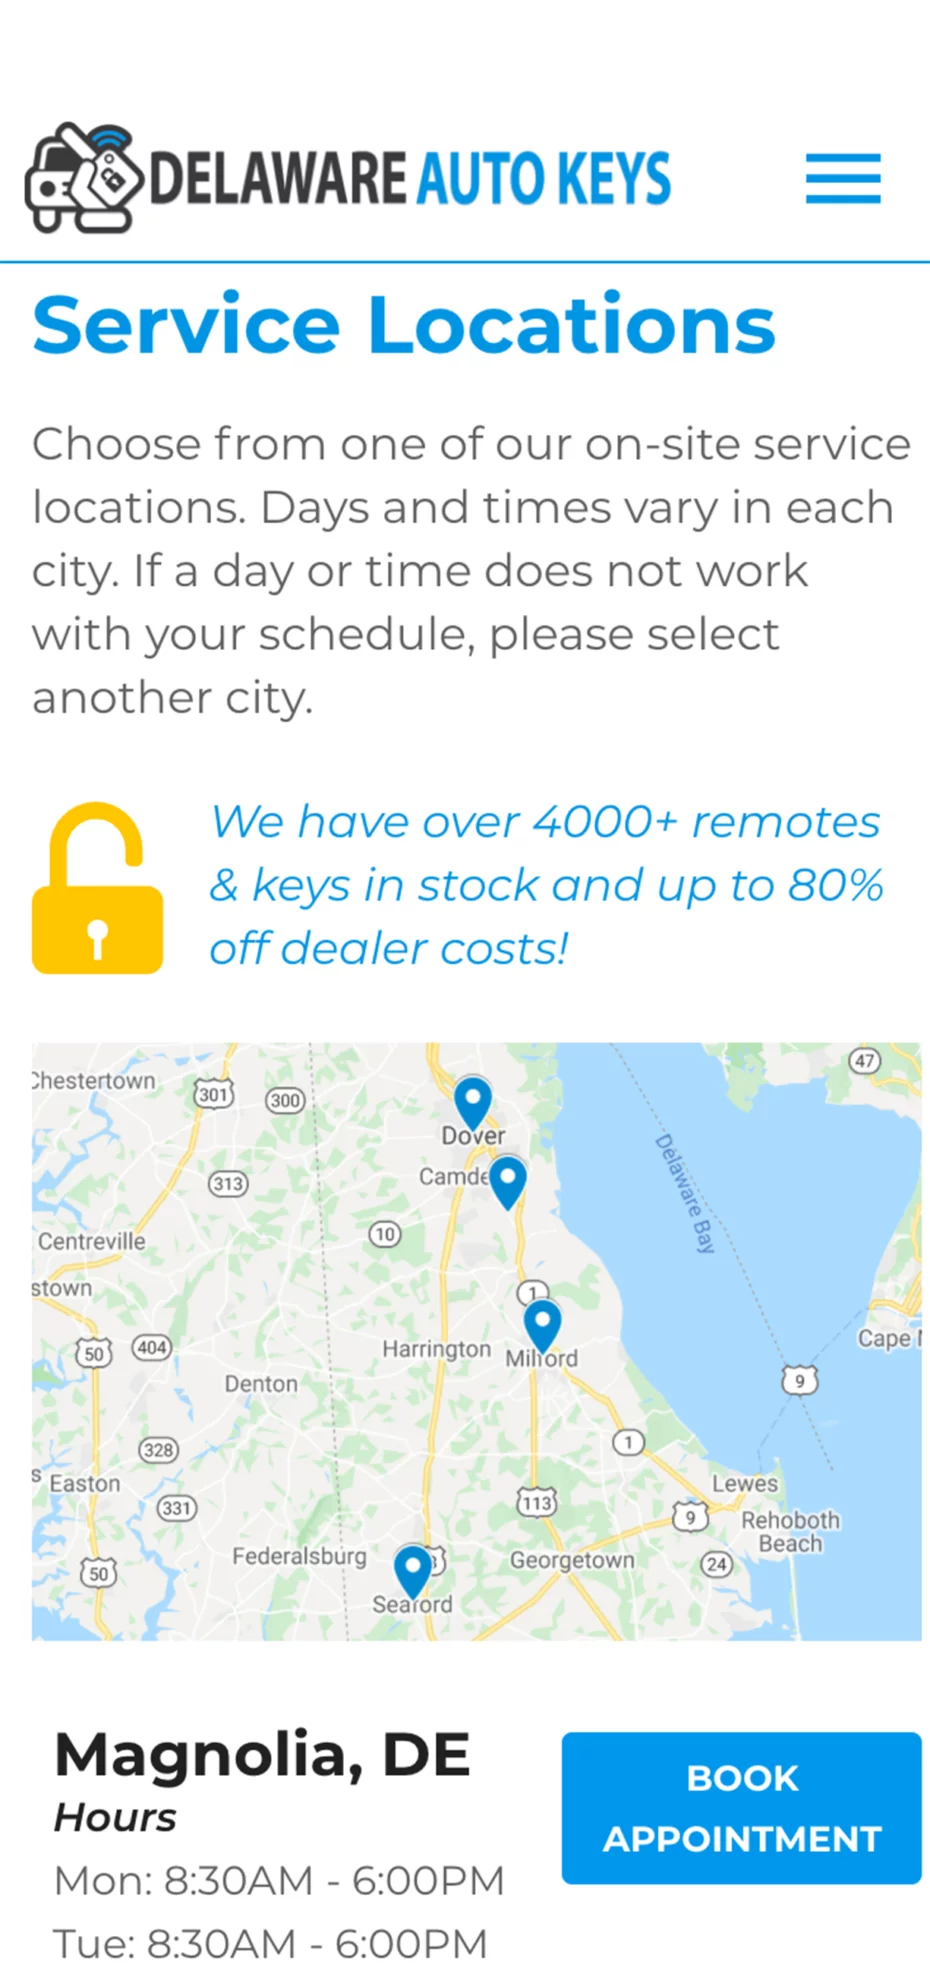 DELAWARE AUTO KEYS
Service Locations
Choose from one of our on-site service
locations. Days and times vary in each
city. If a day or time does not work
with your schedule, please select
another city.
We have over 4000+ remotes
& keys in stock and up to 80%
off dealer costs!
47
Chestertown
301
300
Dover
Camde
313
Delaware Bay
10
Centreville
stown
1
50
404
Harrington
Milford
Cape
Denton
9
328
1
s
Easton
Lewes
331
113
9
Rehoboth
Beach
Federalsburg
Georgetown
24
50
Seaford
Magnolia, DE
BOOK
APPOINTMENT
Hours
Mon: 8:30AM - 6:00PM
Tue: 8:30AM - 6:00PM